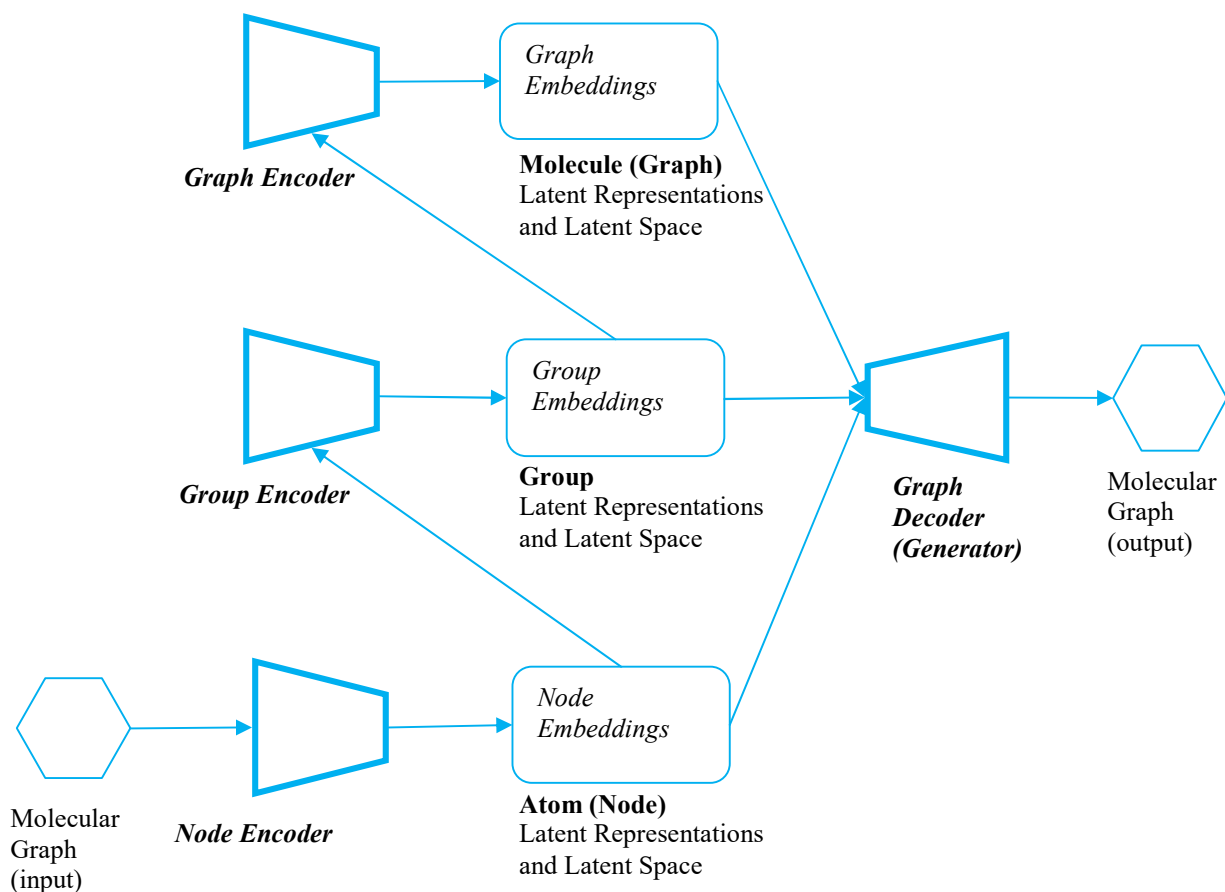 Graph
Embeddings
Graph Encoder
Molecule (Graph)
Latent Representations
and Latent Space
Group
Embeddings
Group Encoder
Group
Latent Representations
and Latent Space
Graph
Decoder
(Generator)
Molecular
Graph
(output)
Node
Embeddings
Molecular
Graph
(input)
Node Encoder
Atom (Node)
Latent Representations
and Latent Space